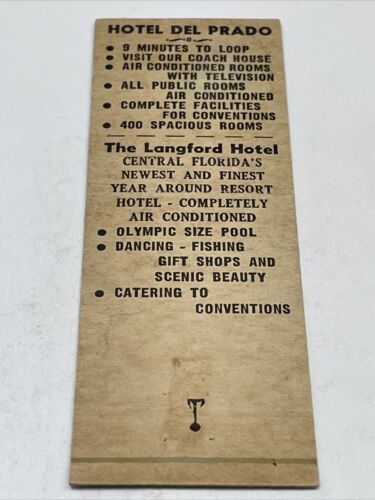 HOTEL DEL PRADO
• 9 MINUTES TO LOOP
• VISIT OUR COACH HOUSE
• AIR CONDITIONED ROOMS
WITH TELEVISION
• ALL PUBLIC ROOMS
AIR CONDITIONED
• COMPLETE FACILITIES
FOR CONVENTIONS
• 400 SPACIOUS ROOMS
The Langford Hotel
CENTRAL FLORIDA'S
NEWEST AND FINEST
YEAR AROUND RESORT
HOTEL - COMPLETELY
AIR CONDITIONED
• OLYMPIC SIZE POOL
• DANCING - FISHING
GIFT SHOPS AND
SCENIC BEAUTY
• CATERING TO
CONVENTIONS